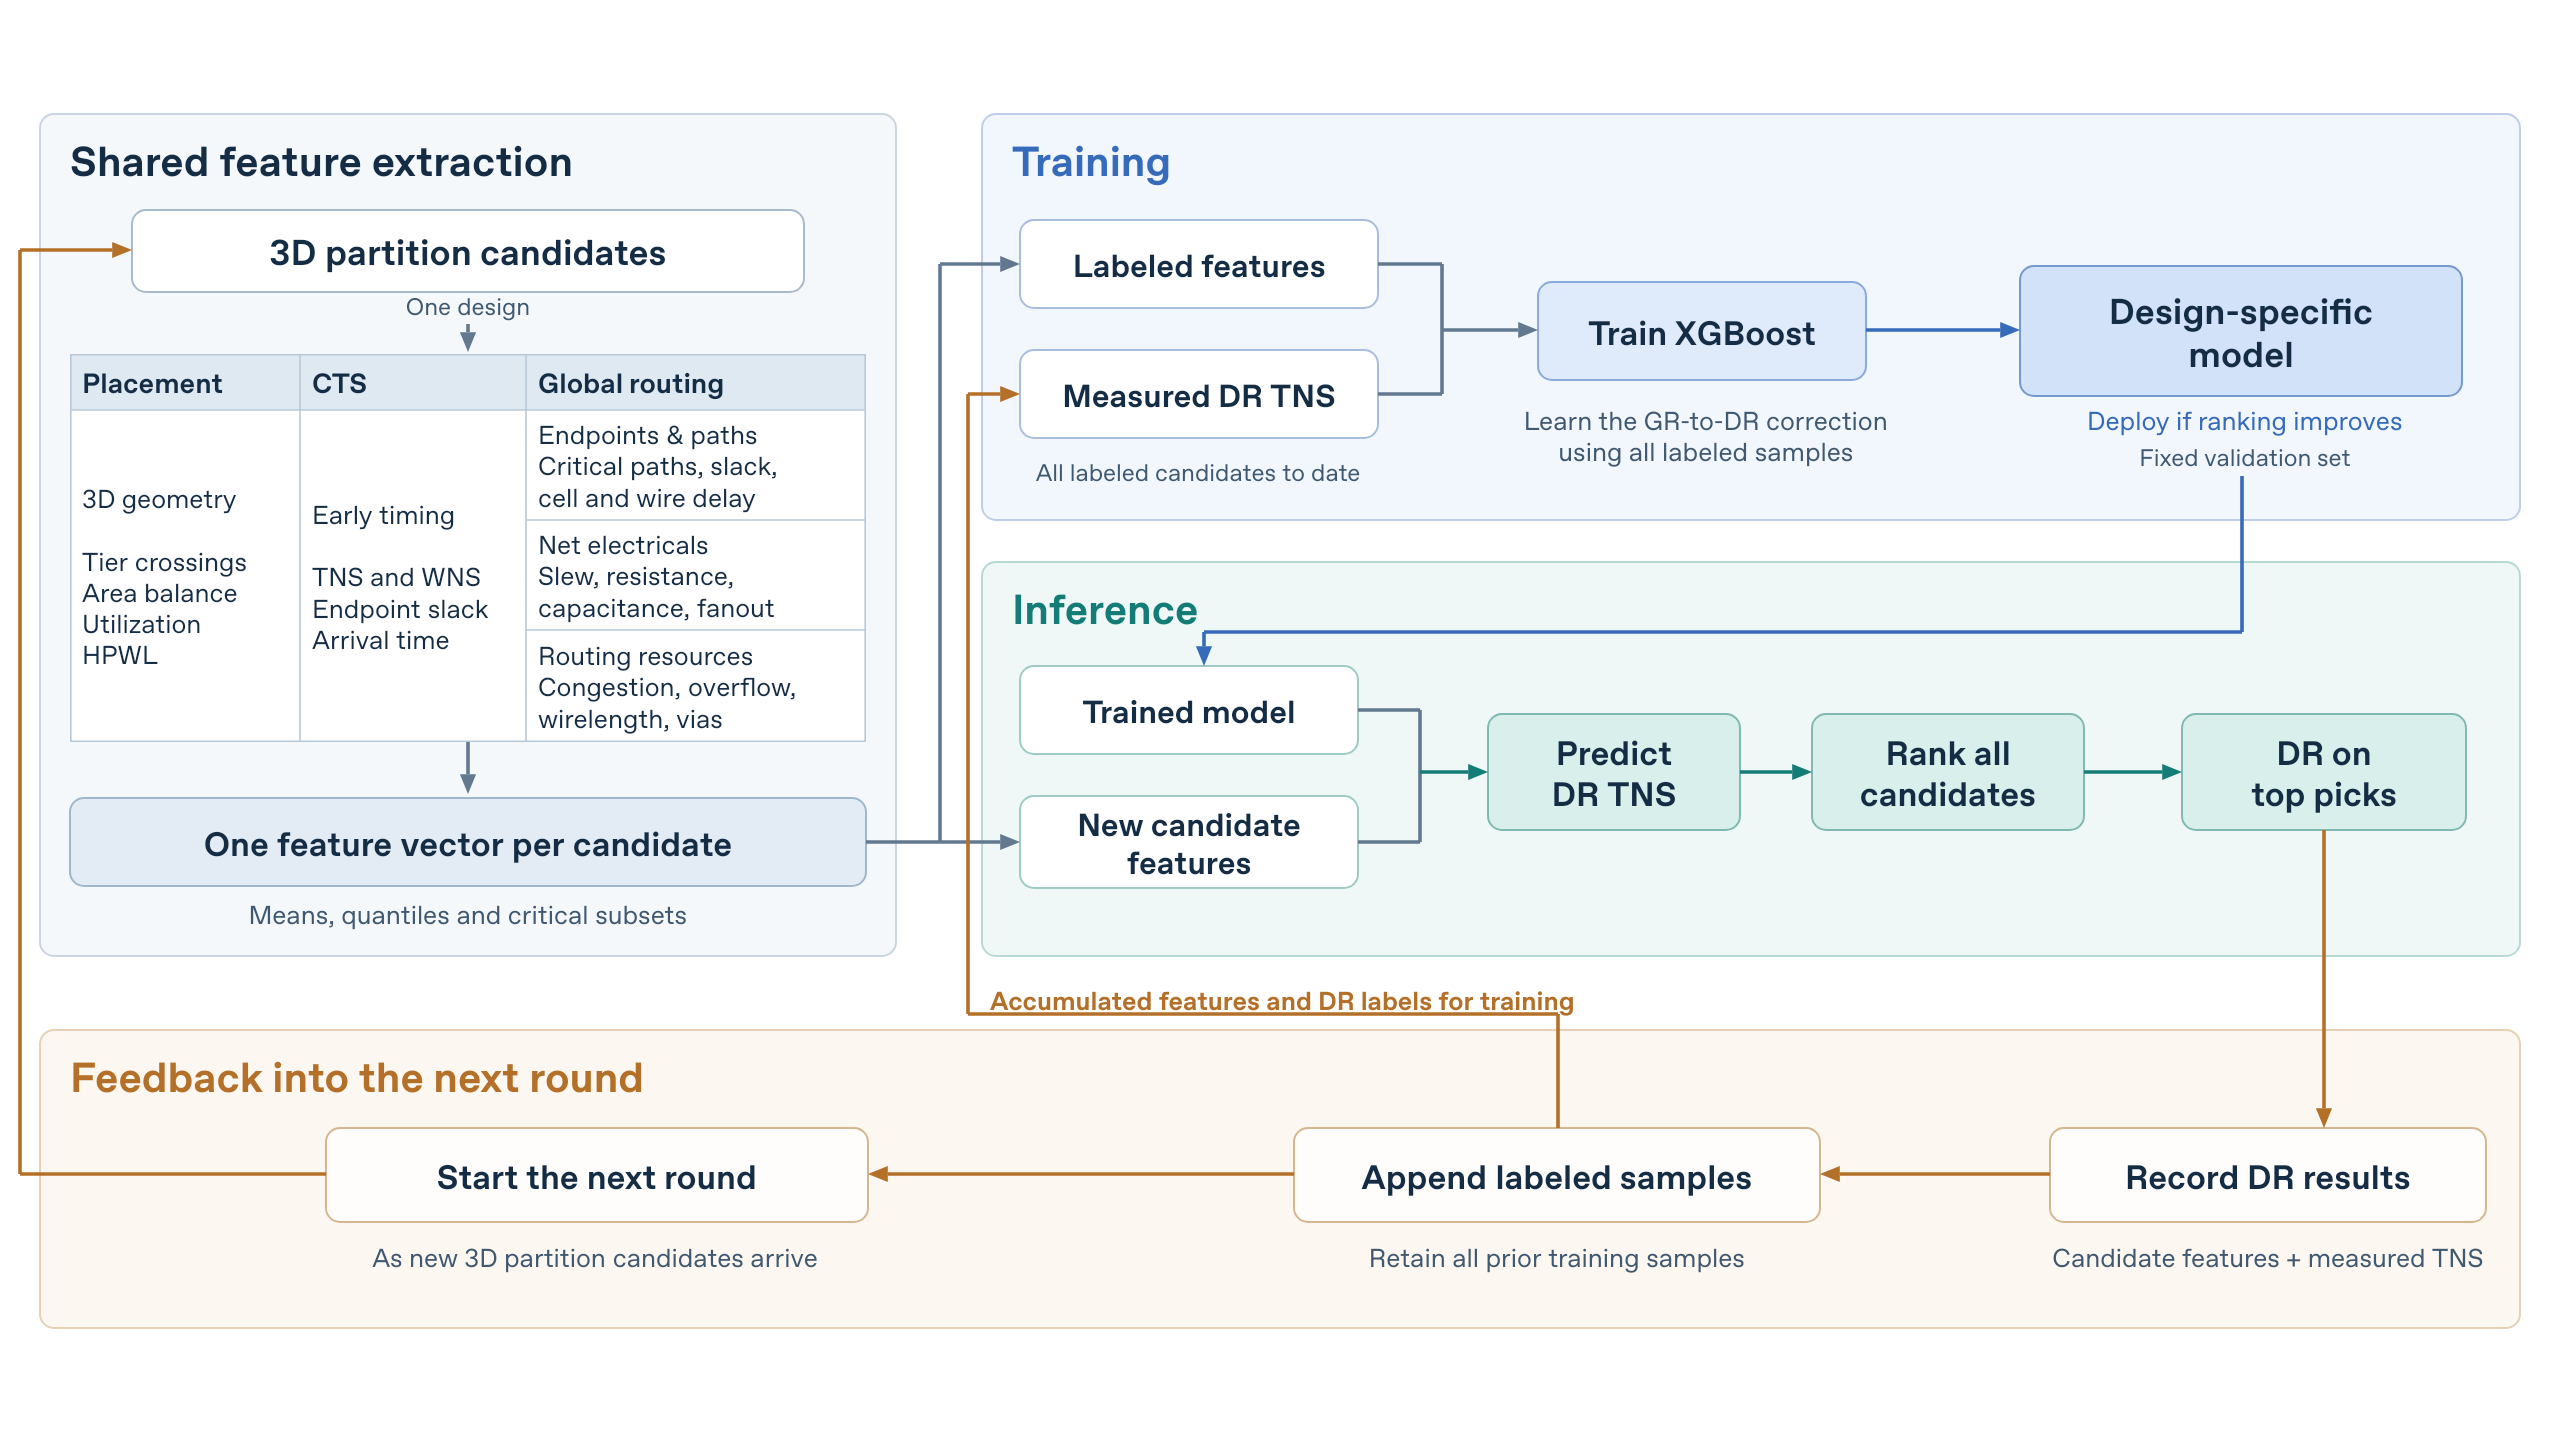 Shared feature extraction
3D partition candidates
One design
Placement
CTS
Global routing
3D geometry
Tier crossings
Area balance
Utilization
HPWL
Early timing
TNS and WNS
Endpoint slack
Arrival time
Endpoints & paths
Critical paths, slack,
cell and wire delay
Net electricals
Slew, resistance,
capacitance, fanout
Routing resources
Congestion, overflow,
wirelength, vias
One feature vector per candidate
Means, quantiles and critical subsets
Training
Labeled features
Measured DR TNS
All labeled candidates to date
Train XGBoost
Learn the GR-to-DR correction
using all labeled samples
Design-specific
model
Deploy if ranking improves
Fixed validation set
Inference
Trained model
New candidate
features
Predict
DR TNS
Rank all
candidates
DR on
top picks
Accumulated features and DR labels for training
Feedback into the next round
Start the next round
As new 3D partition candidates arrive
Append labeled samples
Retain all prior training samples
Record DR results
Candidate features + measured TNS